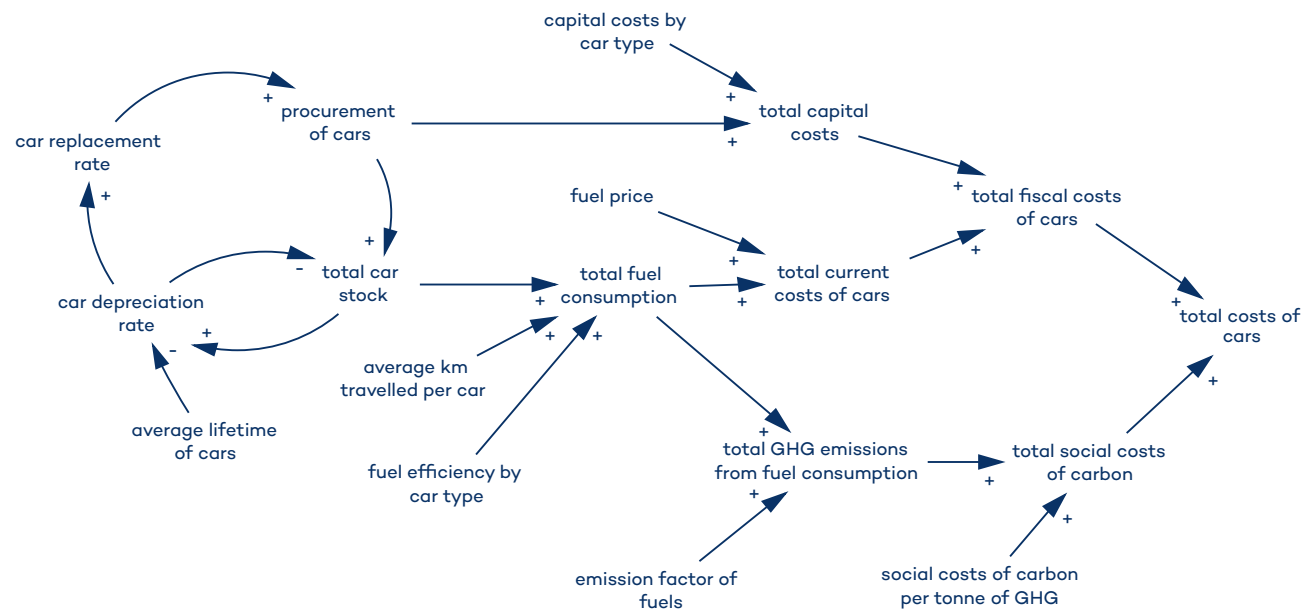 capital costs by
car type
+
+
procurement
of cars
total capital
costs
+
car replacement
rate
+
fuel price
+
total fiscal costs
of cars
+
+
+
-
total car
stock
total fuel
consumption
total current
costs of cars
car depreciation
rate
+
+
+
total costs of
cars
+
-
+
+
average km
travelled per car
+
average lifetime
of cars
+
total GHG emissions
from fuel consumption
total social costs
of carbon
fuel efficiency by
car type
+
+
+
emission factor of
fuels
social costs of carbon
per tonne of GHG